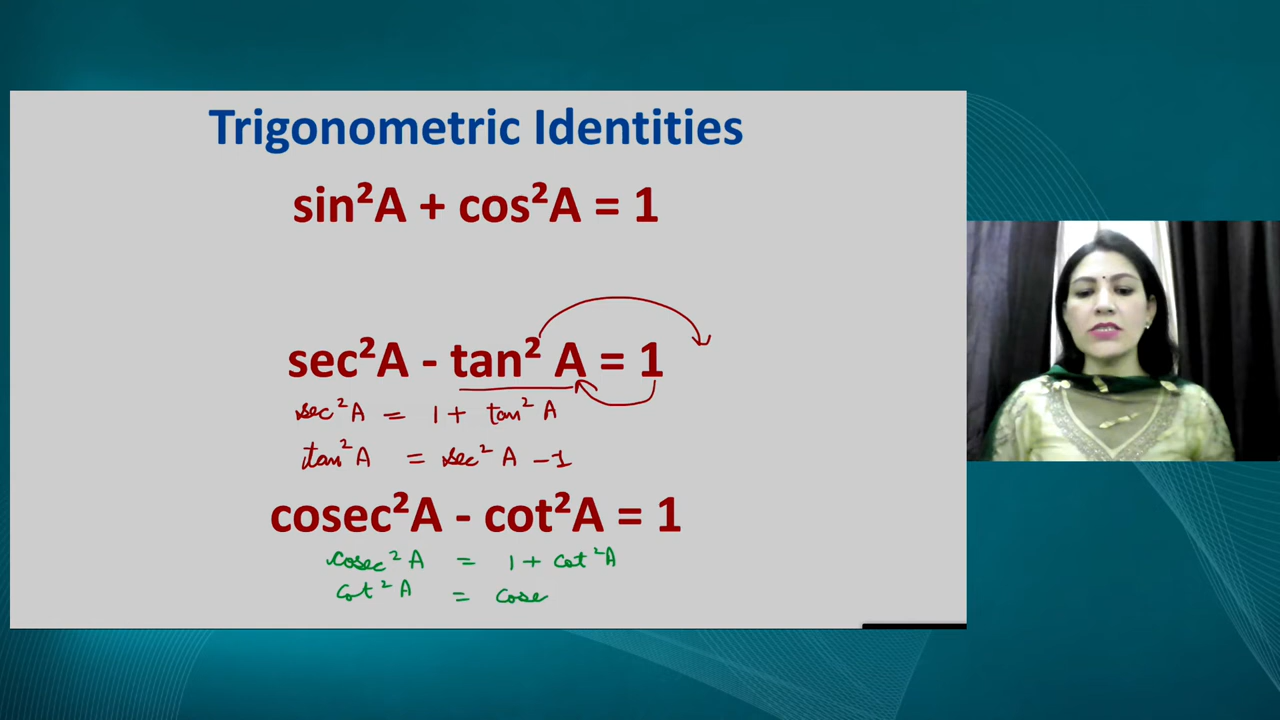 Trigonometric Identities
sin²A + cos²A = 1
sec²A - tan² A = 1
sec²A = 1 + tan²A
tan²A = sec²A - 1
cosec²A - cot²A = 1
cosec²A = 1 + cot²A
cot²A = cose